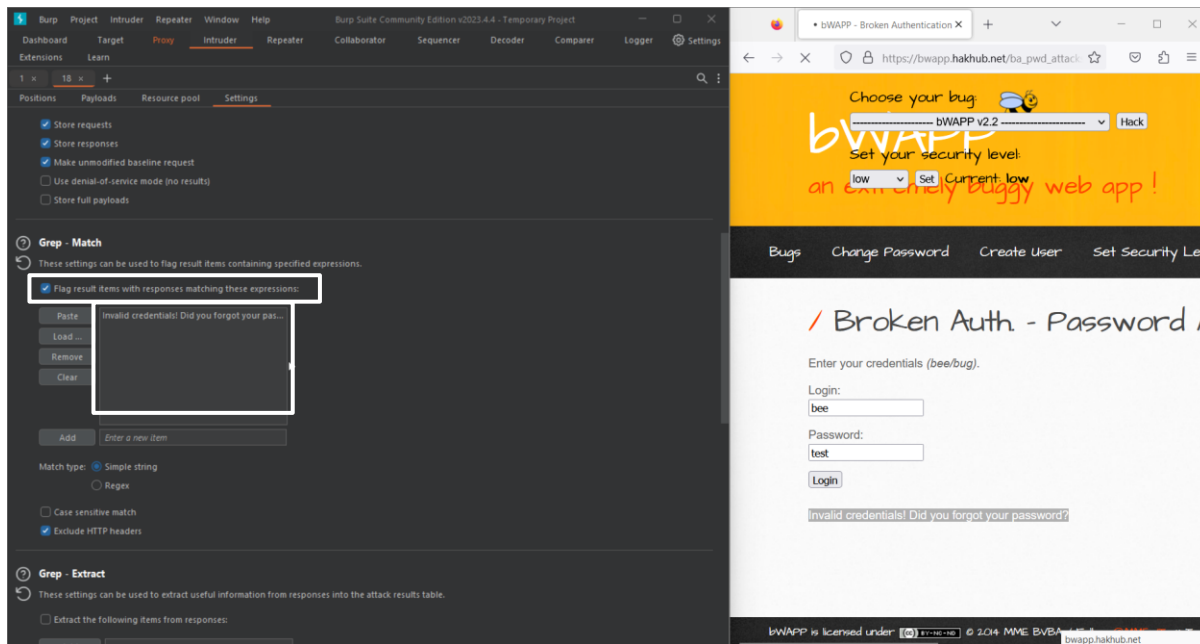 Burp Project Intruder Repeater Window Help
Burp Suite Community Edition v2023.4.4 - Temporary Project
Dashboard Target Proxy Intruder Repeater Collaborator Sequencer Decoder Comparer Logger Settings
Extensions Learn
1 × 18 × +
Positions Payloads Resource pool Settings
Store requests
Store responses
Make unmodified baseline request
Use denial-of-service mode (no results)
Store full payloads
Grep - Match
These settings can be used to flag result items containing specified expressions.
Flag result items with responses matching these expressions:
Paste
Load ...
Remove
Clear
Invalid credentials! Did you forgot your pas...
Add
Enter a new item
Match type: Simple string
Regex
Case sensitive match
Exclude HTTP headers
Grep - Extract
These settings can be used to extract useful information from responses into the attack results table.
Extract the following items from responses:
• bWAPP - Broken Authentication ×
https://bwapp.hakhub.net/ba_pwd_attack
Choose your bug:
-------------------- bWAPP v2.2 --------------------
Hack
bWAPP
Set your security level:
low Set Current: low
an extremely buggy web app !
Bugs Change Password Create User Set Security Le
/ Broken Auth. - Password A
Enter your credentials (bee/bug).
Login:
bee
Password:
test
Login
Invalid credentials! Did you forgot your password?
bWAPP is licensed under (cc) BY-NC-ND © 2014 MME BVBA
bwapp.hakhub.net